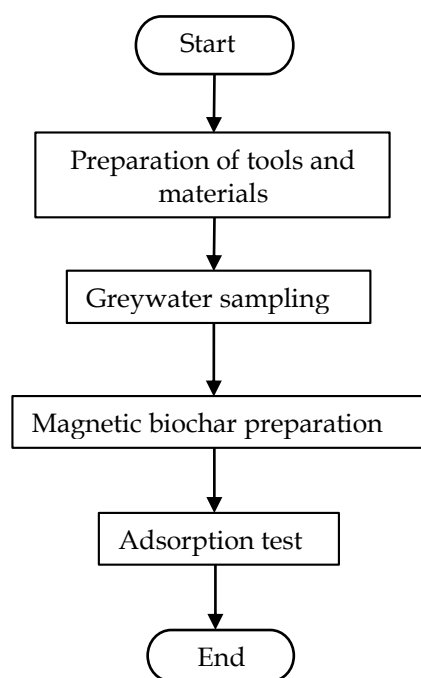 Start
Preparation of tools and
materials
Greywater sampling
Magnetic biochar preparation
Adsorption test
End